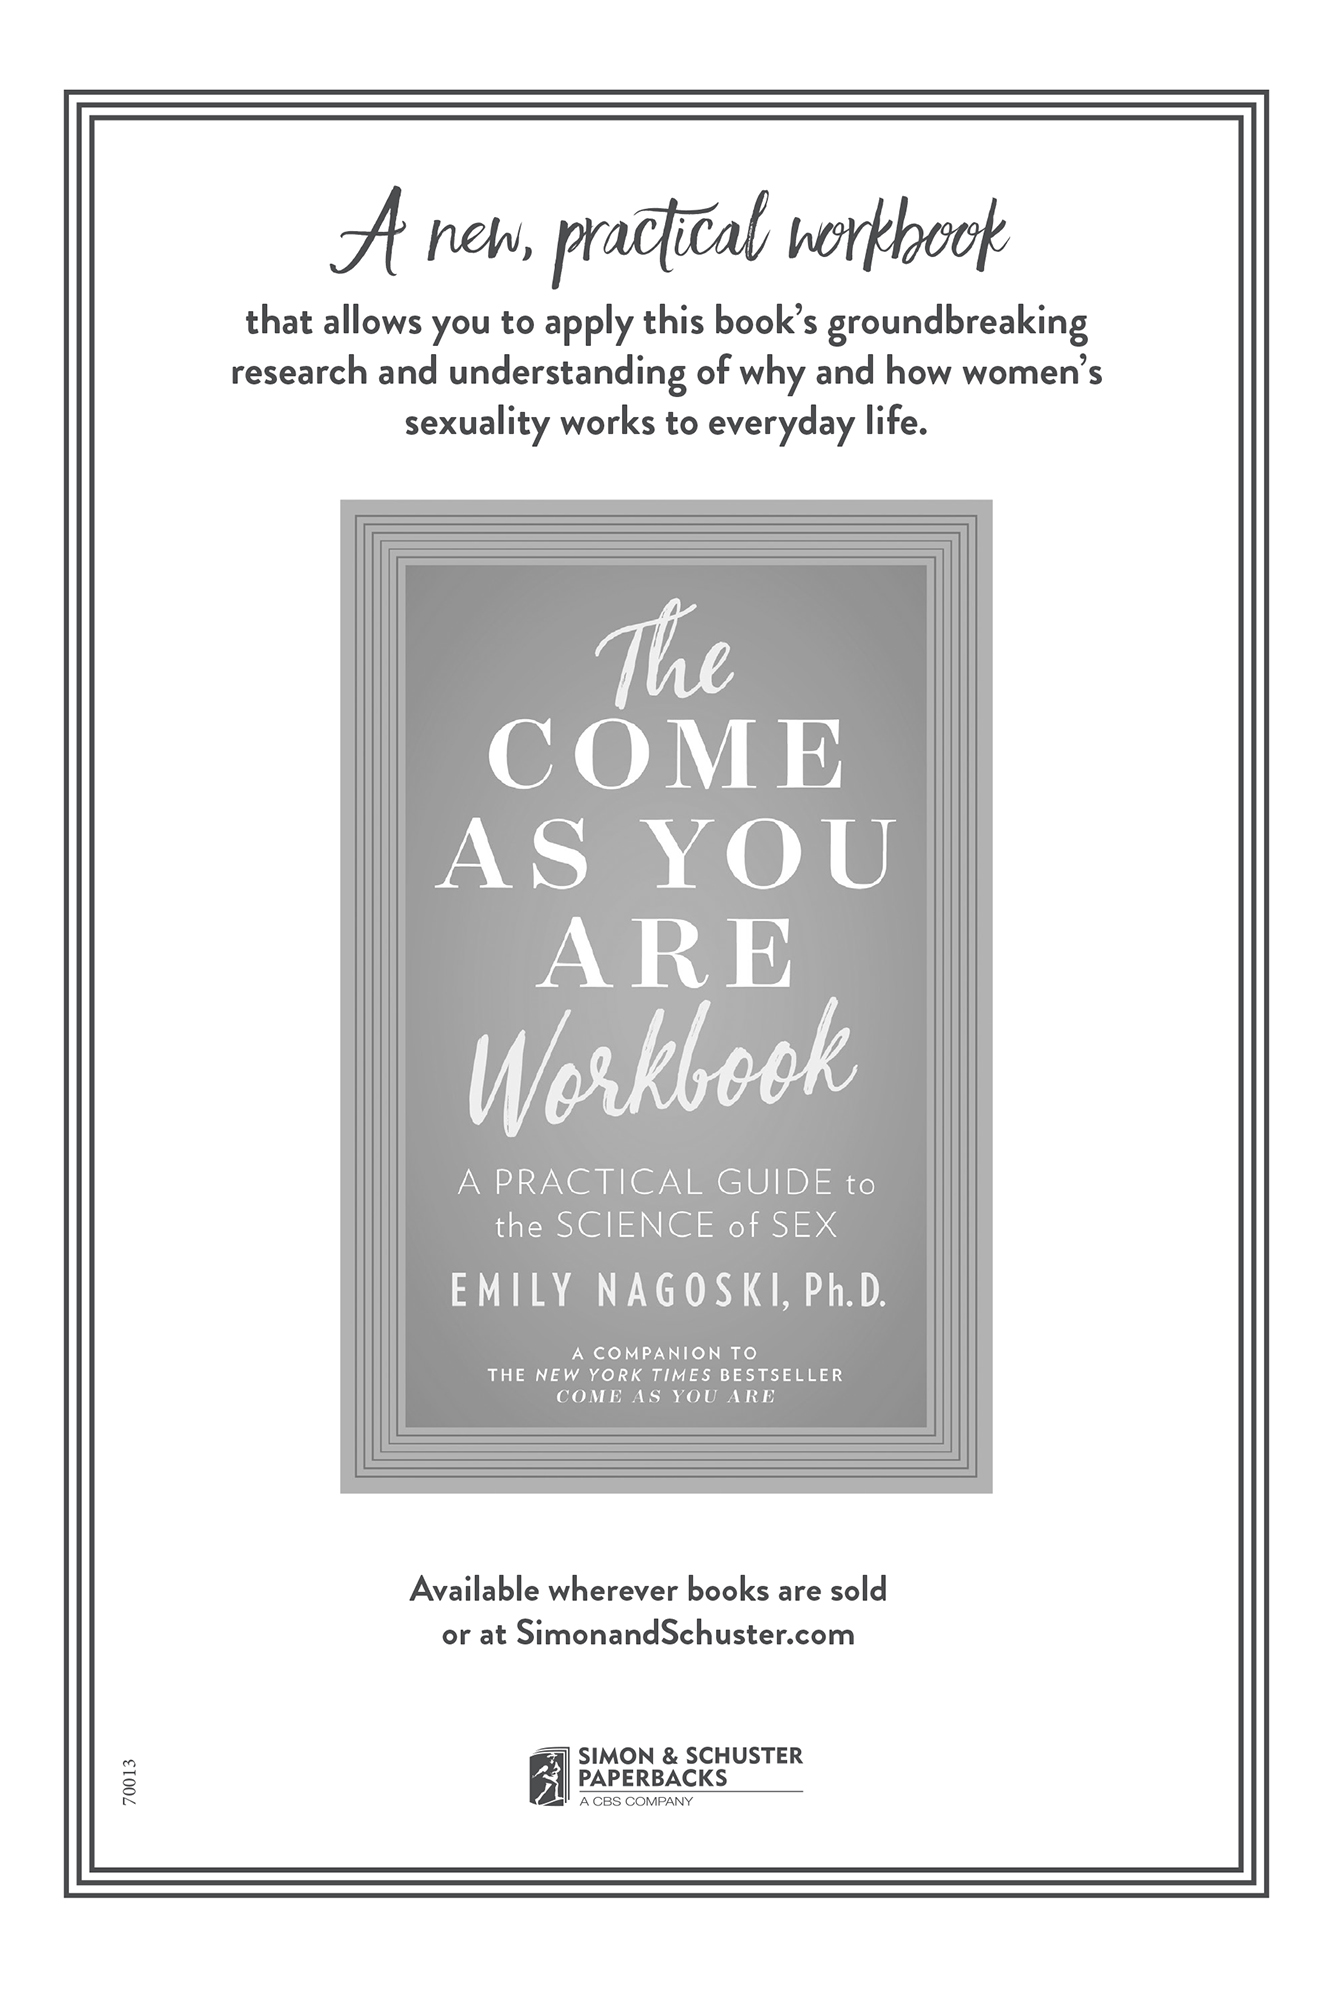 A new, practical workbook
that allows you to apply this book’s groundbreaking
research and understanding of why and how women’s
sexuality works to everyday life.
The
COME
AS YOU
ARE
Workbook
A PRACTICAL GUIDE to
the SCIENCE of SEX
EMILY NAGOSKI, Ph.D.
A COMPANION TO
THE NEW YORK TIMES BESTSELLER
COME AS YOU ARE
Available wherever books are sold
or at SimonandSchuster.com
SIMON & SCHUSTER
PAPERBACKS
A CBS COMPANY
70013